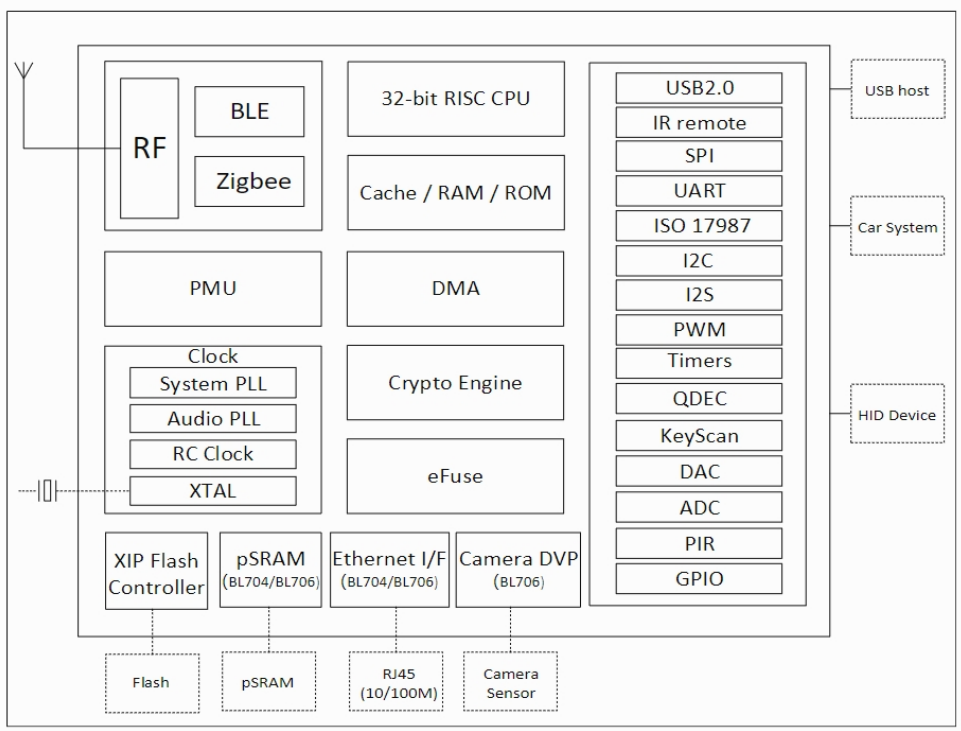 RF
BLE
Zigbee
32-bit RISC CPU
Cache / RAM / ROM
PMU
DMA
Clock
System PLL
Audio PLL
RC Clock
XTAL
Crypto Engine
eFuse
XIP Flash
Controller
pSRAM
(BL704/BL706)
Ethernet I/F
(BL704/BL706)
Camera DVP
(BL706)
USB2.0
IR remote
SPI
UART
ISO 17987
I2C
I2S
PWM
Timers
QDEC
KeyScan
DAC
ADC
PIR
GPIO
USB host
Car System
HID Device
Flash
pSRAM
RJ45
(10/100M)
Camera
Sensor